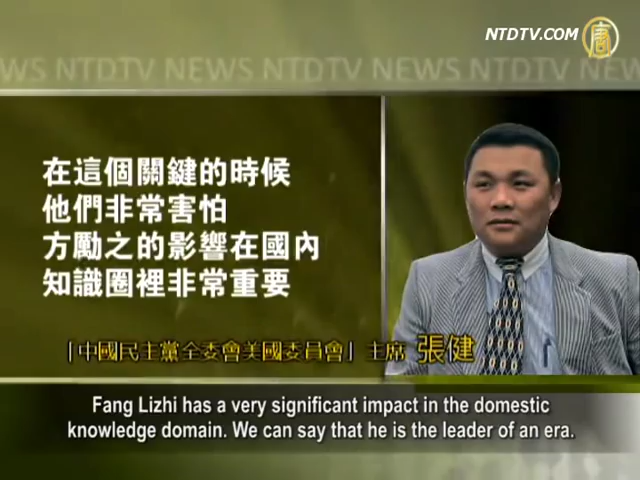 NTDTV.COM 唐
WS NTDTV NEWS NTDTV NEWS NTDTV NEWS
在這個關鍵的時候
他們非常害怕
方勵之的影響在國內
知識圈裡非常重要
「中國民主黨全委會美國委員會」主席 張健
Fang Lizhi has a very significant impact in the domestic
knowledge domain. We can say that he is the leader of an era.